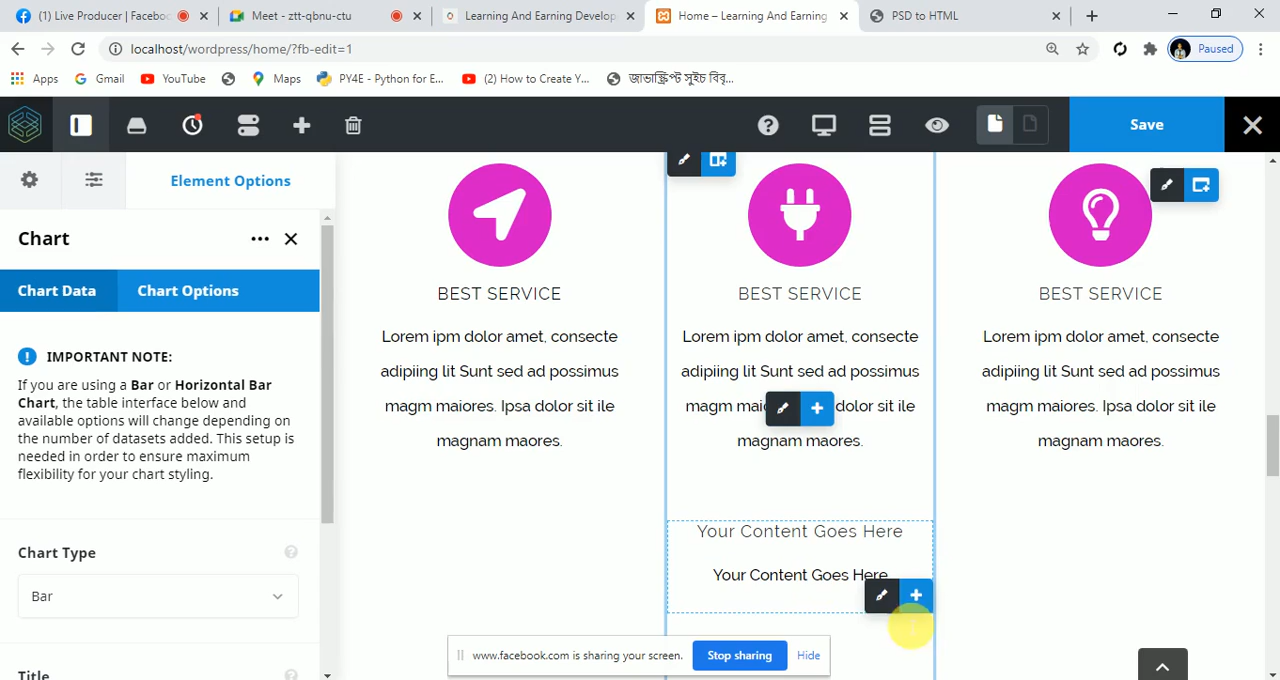 (1) Live Producer | Faceboo
Meet - ztt-qbnu-ctu
Learning And Earning Develop
Home – Learning And Earning
PSD to HTML
localhost/wordpress/home/?fb-edit=1
Paused
Apps
Gmail
YouTube
Maps
PY4E - Python for E...
(2) How to Create Y...
জাভাস্ক্রিপ্ট সুইচ বিবৃ...
Save
Element Options
Chart
Chart Data
Chart Options
IMPORTANT NOTE:
If you are using a Bar or Horizontal Bar
Chart, the table interface below and
available options will change depending on
the number of datasets added. This setup is
needed in order to ensure maximum
flexibility for your chart styling.
Chart Type
Bar
Title
BEST SERVICE
Lorem ipm dolor amet, consecte
adipiing lit Sunt sed ad possimus
magm maiores. Ipsa dolor sit ile
magnam maores.
BEST SERVICE
Lorem ipm dolor amet, consecte
adipiing lit Sunt sed ad possimus
magm mai dolor sit ile
magnam maores.
Your Content Goes Here
Your Content Goes Here
BEST SERVICE
Lorem ipm dolor amet, consecte
adipiing lit Sunt sed ad possimus
magm maiores. Ipsa dolor sit ile
magnam maores.
www.facebook.com is sharing your screen.
Stop sharing
Hide